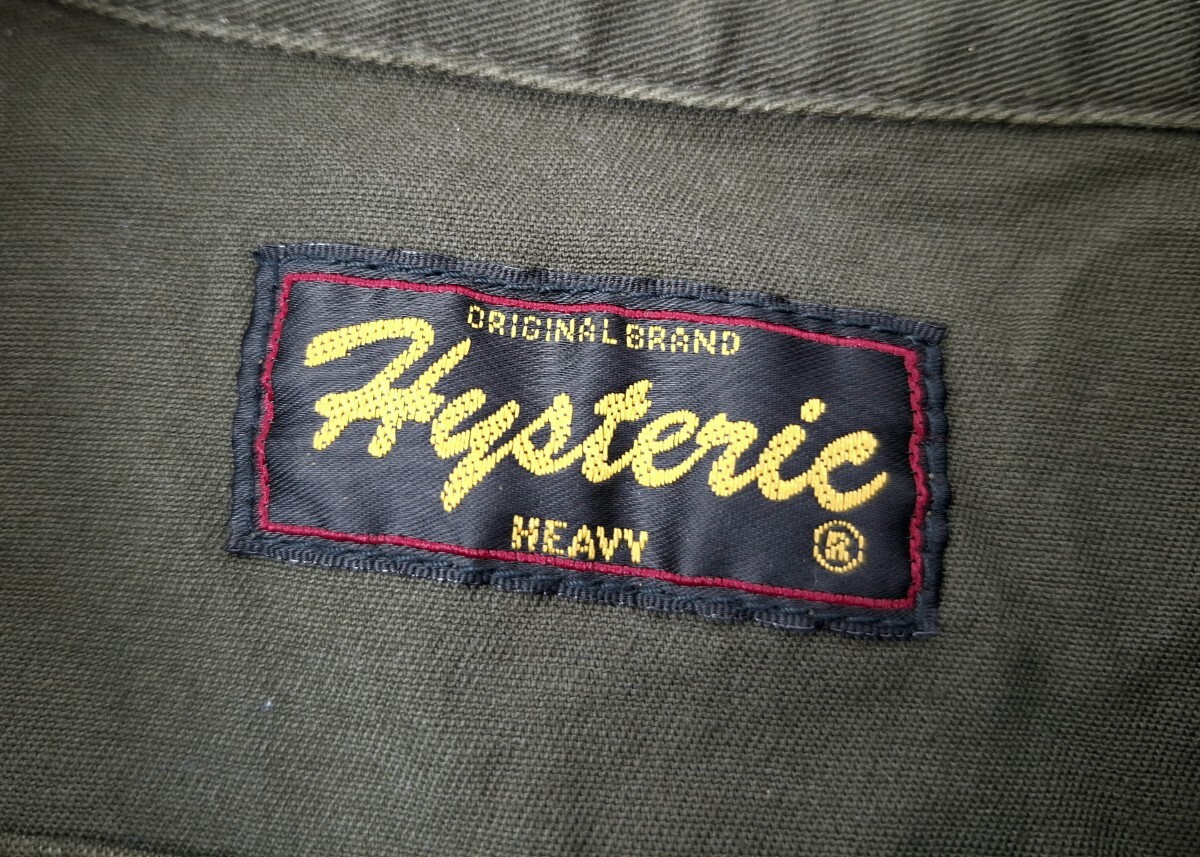 ORIGINAL BRAND
Hysteric
HEAVY ®